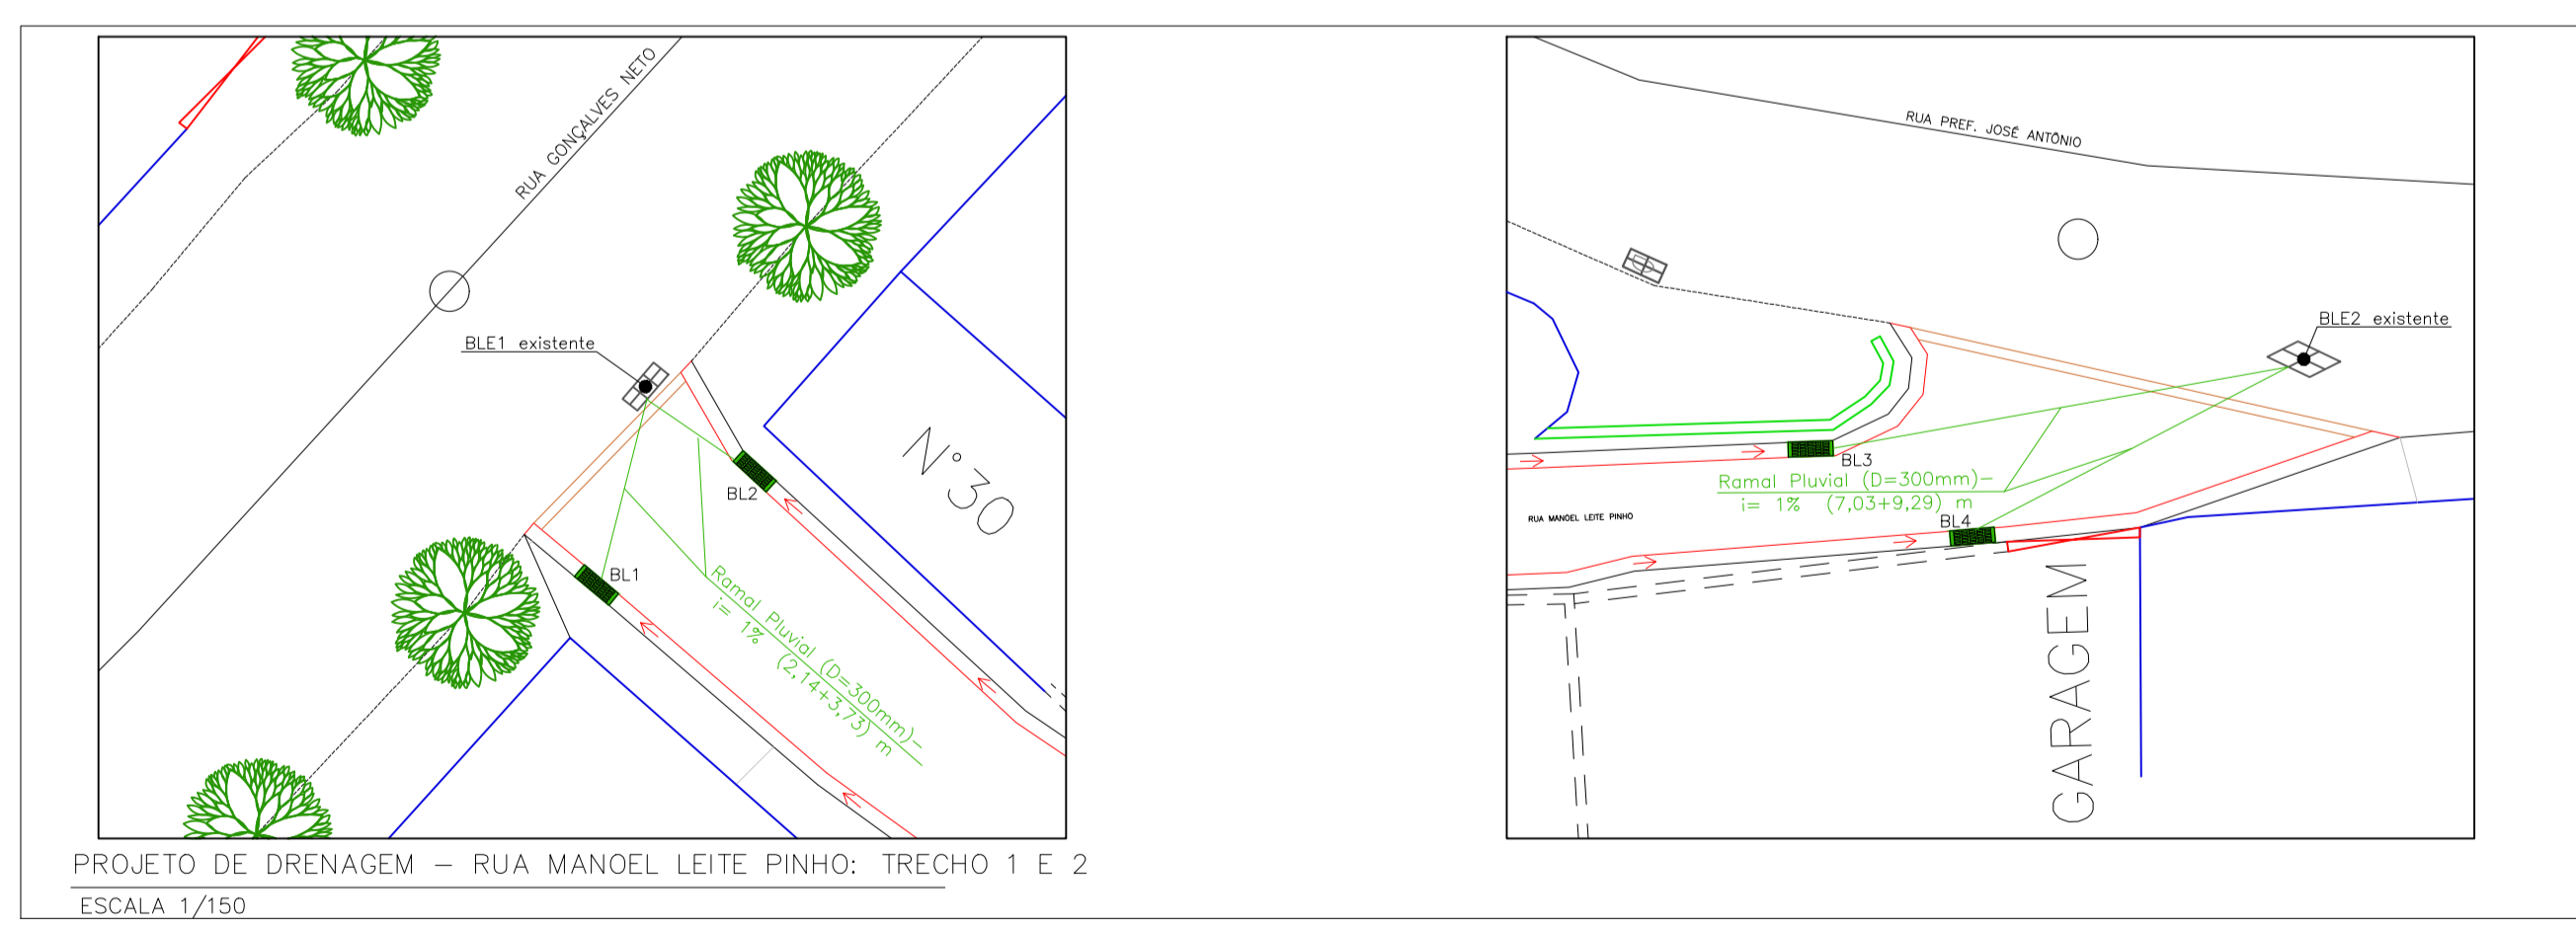 RUA GONÇALVES NETO
BLE1 existente
N°30
BL2
BL1
Ramal Pluvial (D=300mm)-
i= 1% (2,14+3,73) m
RUA PREF. JOSÉ ANTÔNIO
BLE2 existente
BL3
Ramal Pluvial (D=300mm)-
i= 1% (7,03+9,29) m
RUA MANOEL LEITE PINHO
BL4
GARAGEM
PROJETO DE DRENAGEM - RUA MANOEL LEITE PINHO: TRECHO 1 E 2
ESCALA 1/150